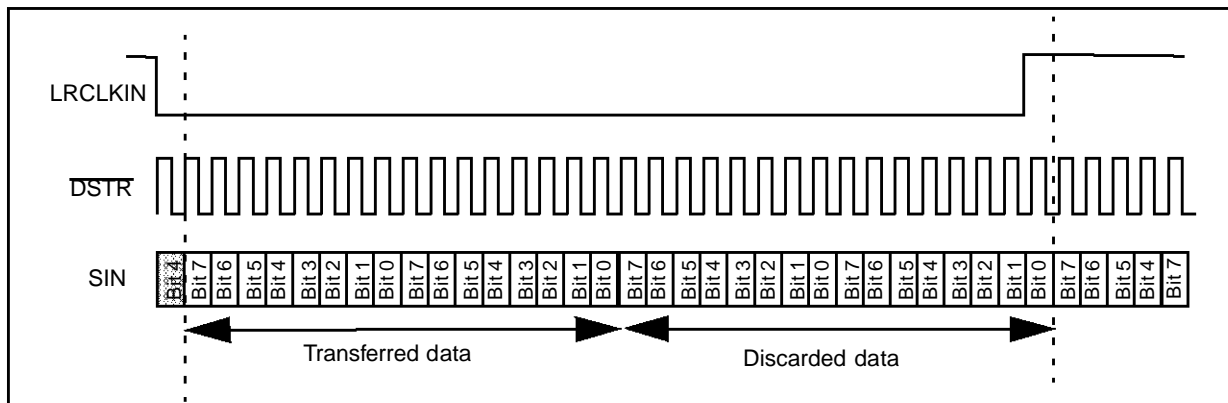 LRCLKIN
DSTR
SIN
Bit 4 Bit 7 Bit 6 Bit 5 Bit 4 Bit 3 Bit 2 Bit 1 Bit 0 Bit 7 Bit 6 Bit 5 Bit 4 Bit 3 Bit 2 Bit 1 Bit 0 Bit 7 Bit 6 Bit 5 Bit 4 Bit 3 Bit 2 Bit 1 Bit 0 Bit 7 Bit 6 Bit 5 Bit 4 Bit 3 Bit 2 Bit 1 Bit 0 Bit 7 Bit 6 Bit 5 Bit 4 Bit 7
Transferred data Discarded data